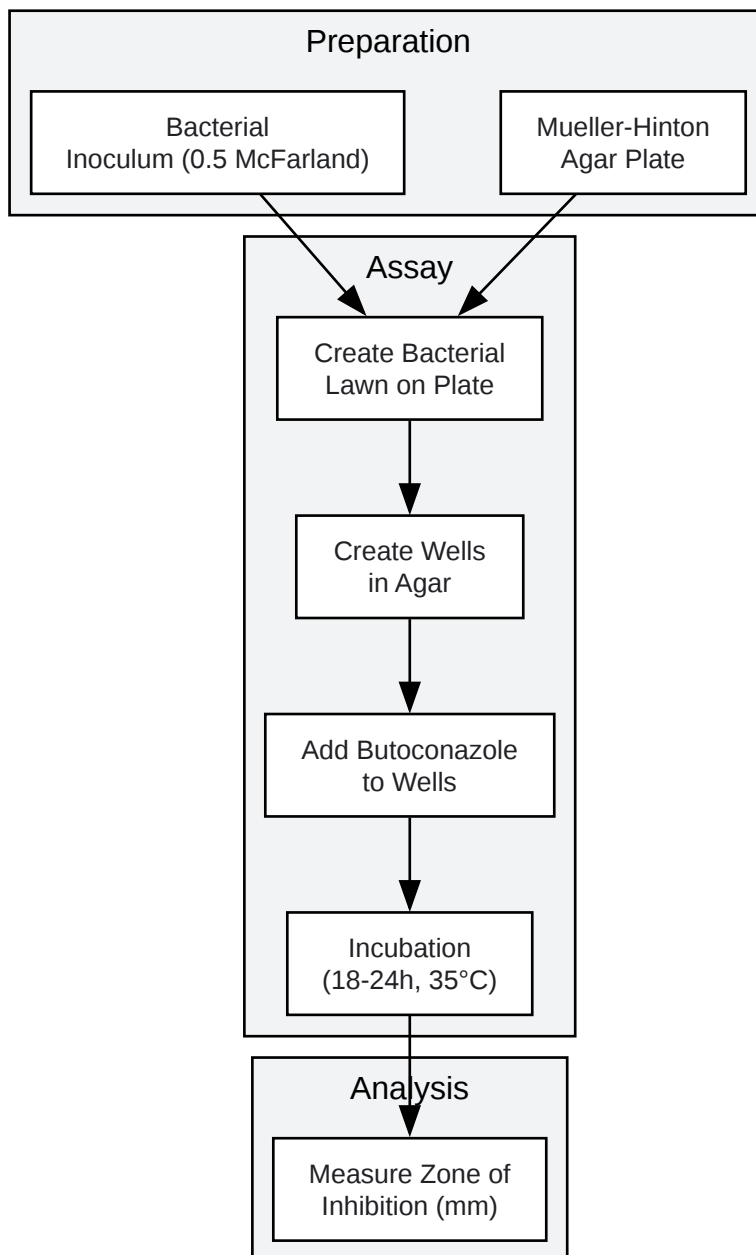 Preparation
Bacterial
Inoculum (0.5 McFarland)
Mueller-Hinton
Agar Plate
Assay
Create Bacterial
Lawn on Plate
Create Wells
in Agar
Add Butoconazole
to Wells
Incubation
(18-24h, 35°C)
Analysis
Measure Zone of
Inhibition (mm)